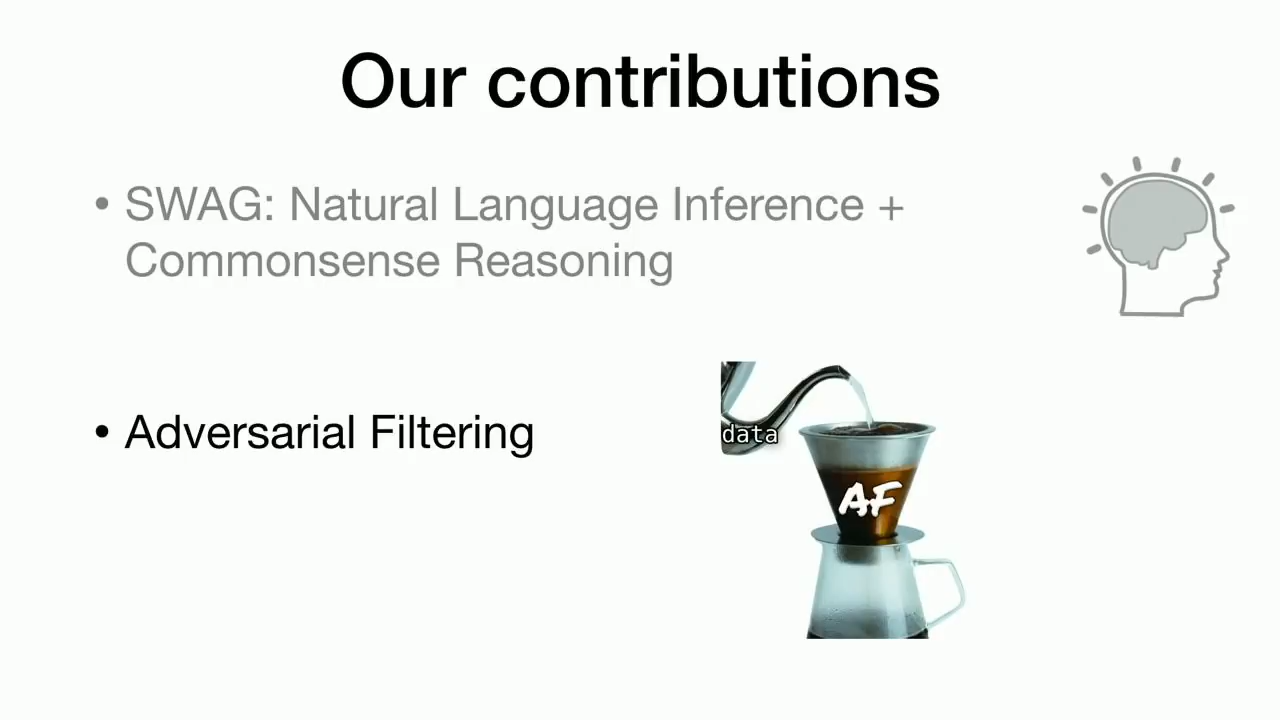 Our contributions
• SWAG: Natural Language Inference +
Commonsense Reasoning
• Adversarial Filtering
data
AF